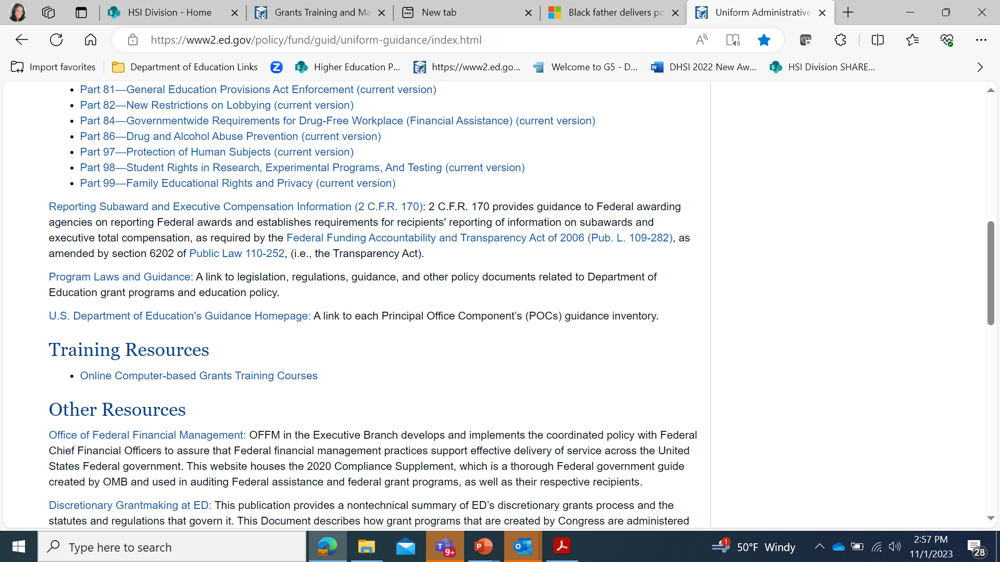 HSI Division - Home
Grants Training and Ma
New tab
Black father delivers po
Uniform Administrative
https://www2.ed.gov/policy/fund/guid/uniform-guidance/index.html
Import favorites
Department of Education Links
Higher Education P...
https://www2.ed.go...
Welcome to G5 - D...
DHSI 2022 New Aw...
HSI Division SHARE...
• Part 81—General Education Provisions Act Enforcement (current version)
• Part 82—New Restrictions on Lobbying (current version)
• Part 84—Governmentwide Requirements for Drug-Free Workplace (Financial Assistance) (current version)
• Part 86—Drug and Alcohol Abuse Prevention (current version)
• Part 97—Protection of Human Subjects (current version)
• Part 98—Student Rights in Research, Experimental Programs, And Testing (current version)
• Part 99—Family Educational Rights and Privacy (current version)
Reporting Subaward and Executive Compensation Information (2 C.F.R. 170): 2 C.F.R. 170 provides guidance to Federal awarding
agencies on reporting Federal awards and establishes requirements for recipients' reporting of information on subawards and
executive total compensation, as required by the Federal Funding Accountability and Transparency Act of 2006 (Pub. L. 109-282), as
amended by section 6202 of Public Law 110-252, (i.e., the Transparency Act).
Program Laws and Guidance: A link to legislation, regulations, guidance, and other policy documents related to Department of
Education grant programs and education policy.
U.S. Department of Education's Guidance Homepage: A link to each Principal Office Component’s (POCs) guidance inventory.
Training Resources
• Online Computer-based Grants Training Courses
Other Resources
Office of Federal Financial Management: OFFM in the Executive Branch develops and implements the coordinated policy with Federal
Chief Financial Officers to assure that Federal financial management practices support effective delivery of service across the United
States Federal government. This website houses the 2020 Compliance Supplement, which is a thorough Federal government guide
created by OMB and used in auditing Federal assistance and federal grant programs, as well as their respective recipients.
Discretionary Grantmaking at ED: This publication provides a nontechnical summary of ED’s discretionary grants process and the
statutes and regulations that govern it. This Document describes how grant programs that are created by Congress are administered
Type here to search
9+
1
50°F Windy
2:57 PM
11/1/2023
28